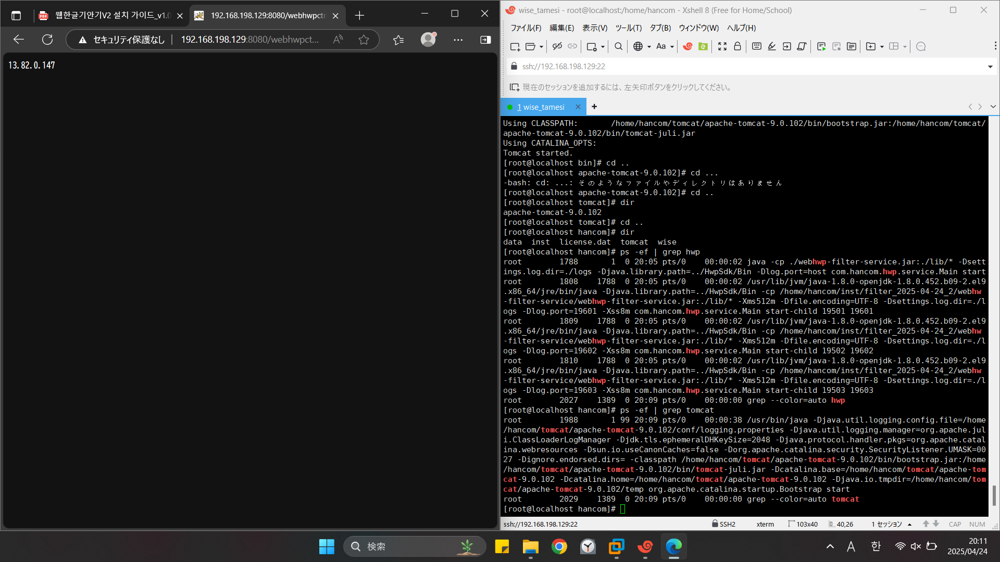 웹한글기안기V2 설치 가이드_v1.0
192.168.198.129:8080/webhwpctr
セキュリティ保護なし
192.168.198.129:8080/webhwpct...
13.82.0.147
wise_tamesi - root@localhost:/home/hancom - Xshell 8 (Free for Home/School)
ファイル(F) 編集(E) 表示(V) ツール(T) タブ(B) ウィンドウ(W) ヘルプ(H)
ssh://192.168.198.129:22
現在のセッションを追加するには、左矢印ボタンをクリックしてください。
1 wise_tamesi
Using CLASSPATH:       /home/hancom/tomcat/apache-tomcat-9.0.102/bin/bootstrap.jar:/home/hancom/tomcat/
apache-tomcat-9.0.102/bin/tomcat-juli.jar
Using CATALINA_OPTS:
Tomcat started.
[root@localhost bin]# cd ..
[root@localhost apache-tomcat-9.0.102]# cd ...
-bash: cd: ...: そのようなファイルやディレクトリはありません
[root@localhost apache-tomcat-9.0.102]# cd ..
[root@localhost tomcat]# dir
apache-tomcat-9.0.102
[root@localhost tomcat]# cd ..
[root@localhost hancom]# dir
data  inst  license.dat  tomcat  wise
[root@localhost hancom]# ps -ef | grep hwp
root        1788       1  0 20:05 pts/0    00:00:02 java -cp ./webhwp-filter-service.jar:./lib/* -Dsett
ings.log.dir=./logs -Djava.library.path=../HwpSdk/Bin -Dlog.port=host com.hancom.hwp.service.Main start
root        1808    1788  0 20:05 pts/0    00:00:02 /usr/lib/jvm/java-1.8.0-openjdk-1.8.0.452.b09-2.el9
.x86_64/jre/bin/java -Djava.library.path=../HwpSdk/Bin -cp /home/hancom/inst/filter_2025-04-24_2/webhw
-filter-service/webhwp-filter-service.jar:./lib/* -Xms512m -Dfile.encoding=UTF-8 -Dsettings.log.dir=./l
ogs -Dlog.port=19601 -Xss8m com.hancom.hwp.service.Main start-child 19501 19601
root        1809    1788  0 20:05 pts/0    00:00:02 /usr/lib/jvm/java-1.8.0-openjdk-1.8.0.452.b09-2.el9
.x86_64/jre/bin/java -Djava.library.path=../HwpSdk/Bin -cp /home/hancom/inst/filter_2025-04-24_2/webhw
-filter-service/webhwp-filter-service.jar:./lib/* -Xms512m -Dfile.encoding=UTF-8 -Dsettings.log.dir=./l
ogs -Dlog.port=19602 -Xss8m com.hancom.hwp.service.Main start-child 19502 19602
root        1810    1788  0 20:05 pts/0    00:00:02 /usr/lib/jvm/java-1.8.0-openjdk-1.8.0.452.b09-2.el9
.x86_64/jre/bin/java -Djava.library.path=../HwpSdk/Bin -cp /home/hancom/inst/filter_2025-04-24_2/webhw
-filter-service/webhwp-filter-service.jar:./lib/* -Xms512m -Dfile.encoding=UTF-8 -Dsettings.log.dir=./l
ogs -Dlog.port=19603 -Xss8m com.hancom.hwp.service.Main start-child 19503 19603
root        2027    1389  0 20:09 pts/0    00:00:00 grep --color=auto hwp
[root@localhost hancom]# ps -ef | grep tomcat
root        1988       1 99 20:09 pts/0    00:00:38 /usr/bin/java -Djava.util.logging.config.file=/home
/hancom/tomcat/apache-tomcat-9.0.102/conf/logging.properties -Djava.util.logging.manager=org.apache.jul
i.ClassLoaderLogManager -Djdk.tls.ephemeralDHKeySize=2048 -Djava.protocol.handler.pkgs=org.apache.catal
ina.webresources -Dsun.io.useCanonCaches=false -Dorg.apache.catalina.security.SecurityListener.UMASK=00
27 -Dignore.endorsed.dirs= -classpath /home/hancom/tomcat/apache-tomcat-9.0.102/bin/bootstrap.jar:/home
/hancom/tomcat/apache-tomcat-9.0.102/bin/tomcat-juli.jar -Dcatalina.base=/home/hancom/tomcat/apache-tom
cat-9.0.102 -Dcatalina.home=/home/hancom/tomcat/apache-tomcat-9.0.102 -Djava.io.tmpdir=/home/hancom/tom
cat/apache-tomcat-9.0.102/temp org.apache.catalina.startup.Bootstrap start
root        2029    1389  0 20:09 pts/0    00:00:00 grep --color=auto tomcat
[root@localhost hancom]#
ssh://192.168.198.129:22 SSH2 xterm 103x40 40,26 1 セッション CAP NUM
検索
A 한 20:11
2025/04/24